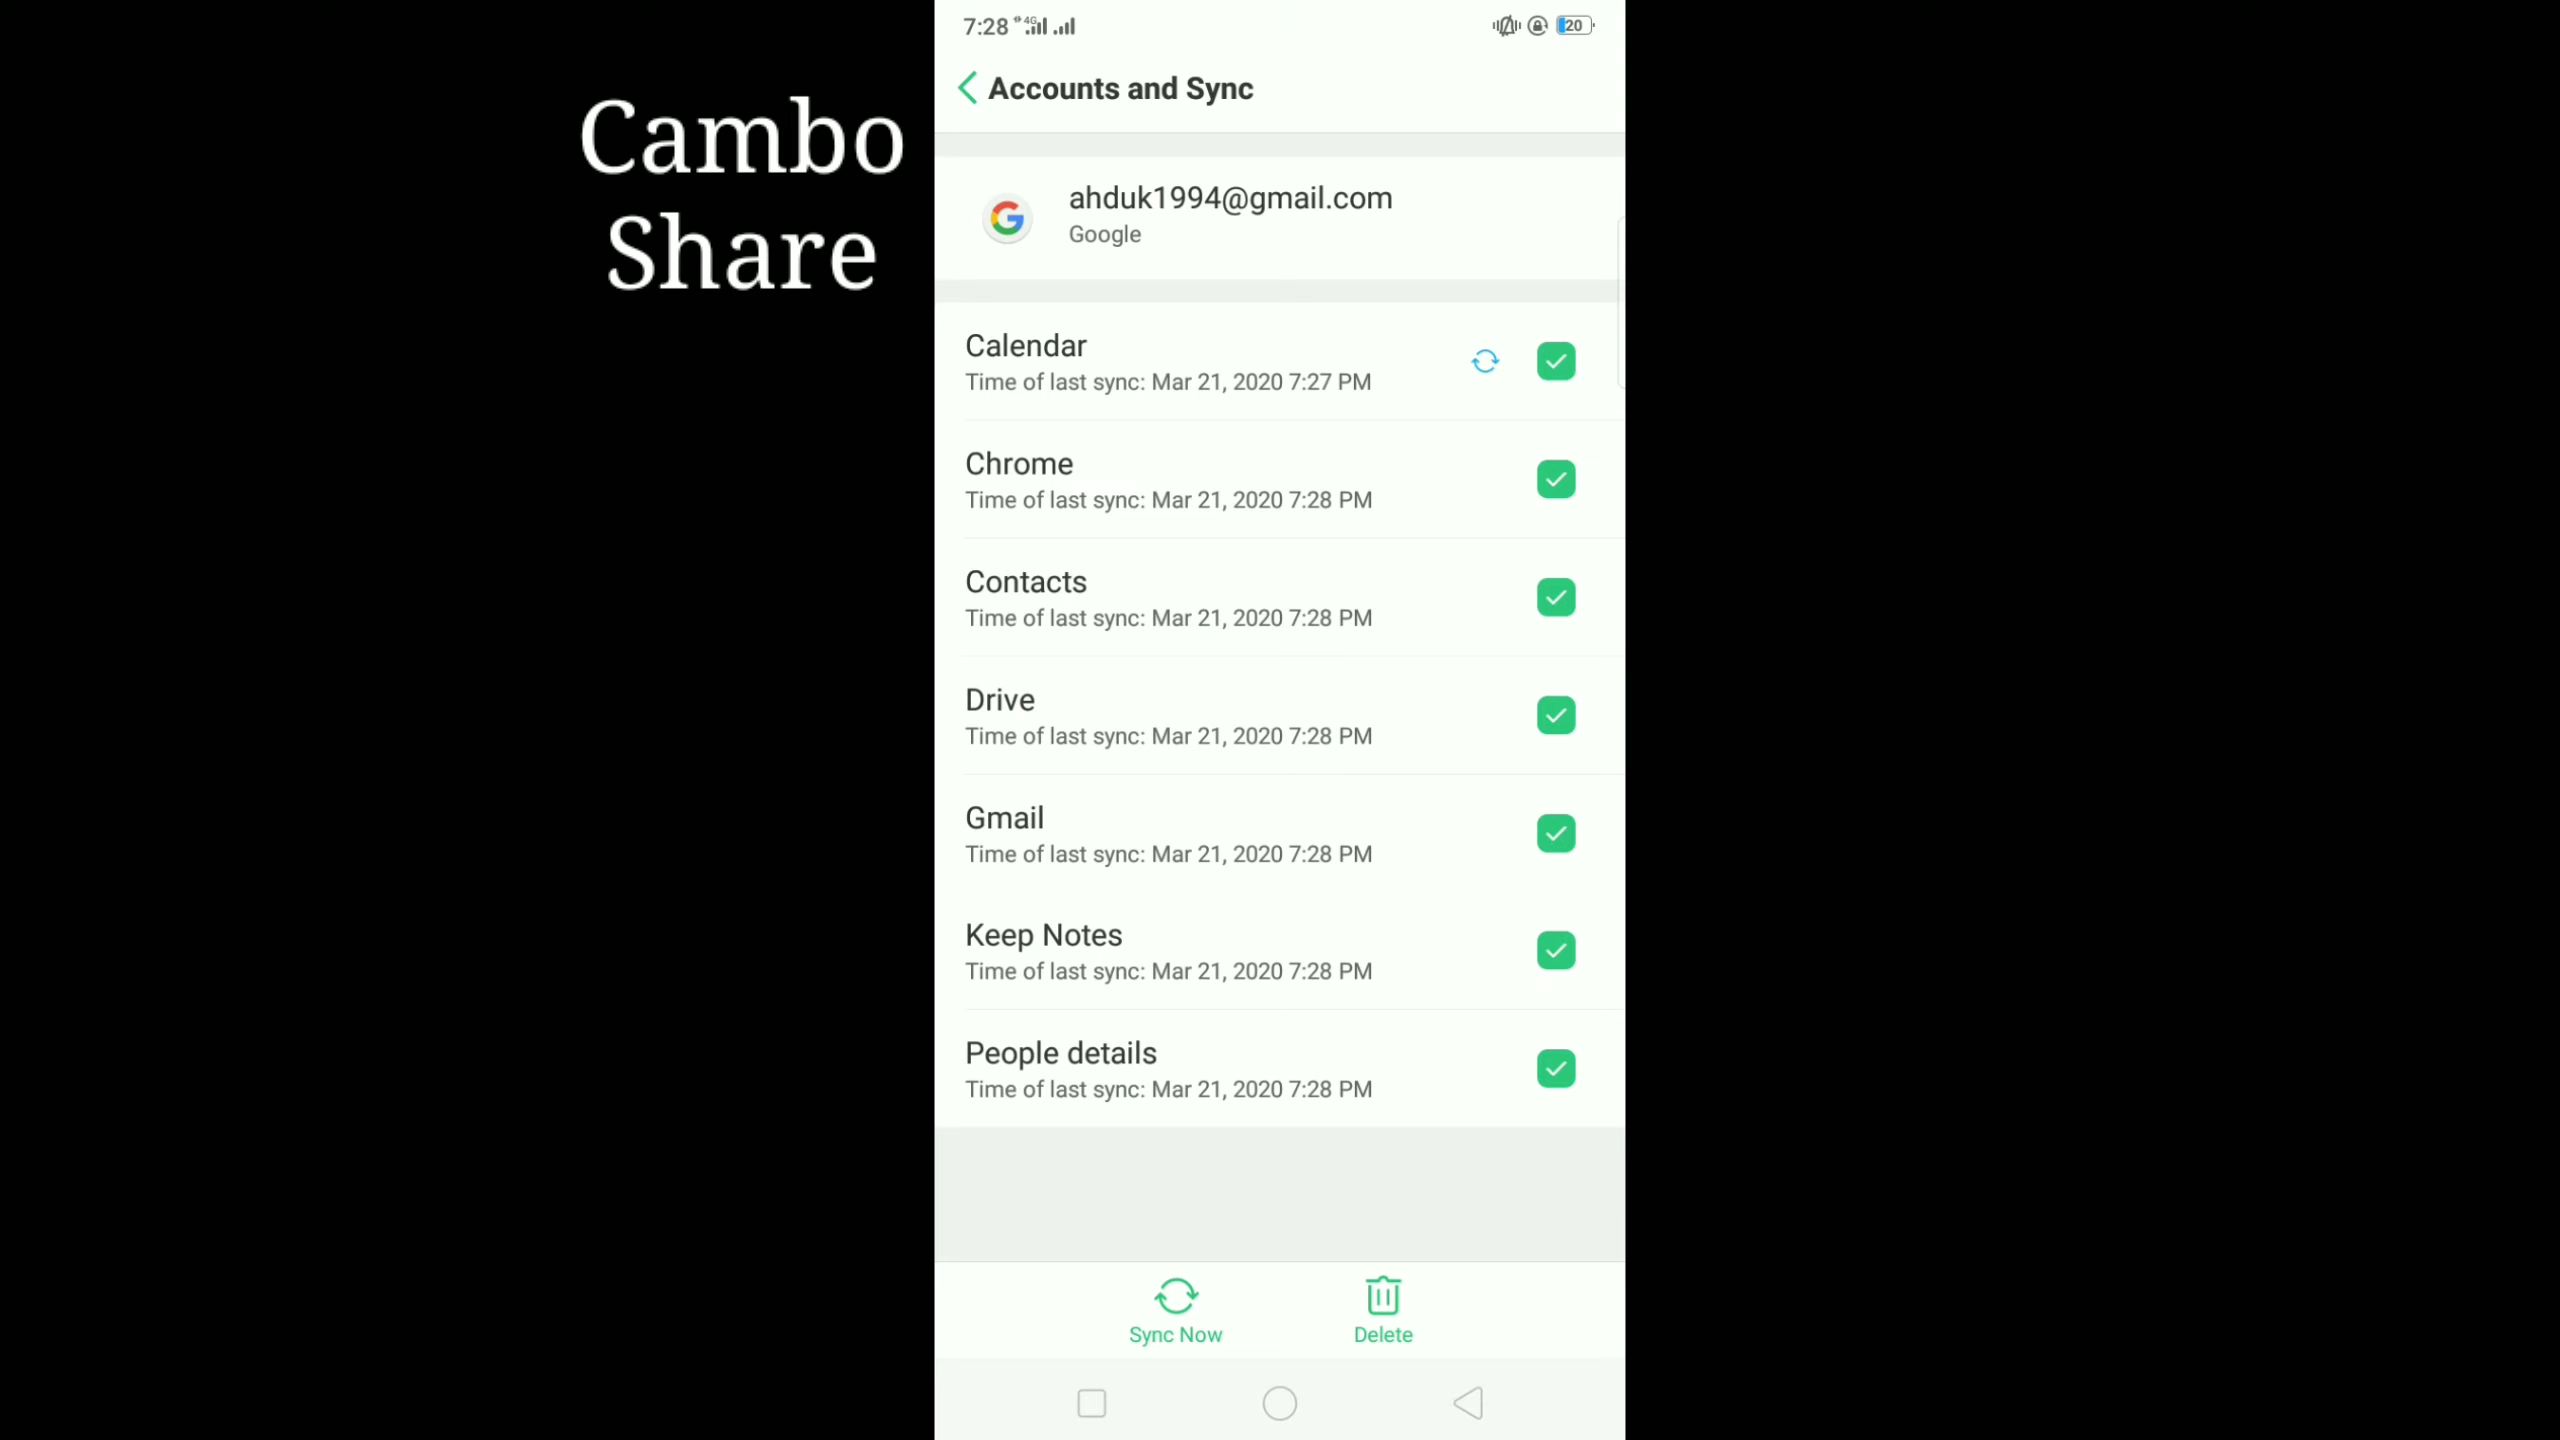 Cambo
Share
7:28 4G 20
Accounts and Sync
ahduk1994@gmail.com
Google
Calendar
Time of last sync: Mar 21, 2020 7:27 PM
Chrome
Time of last sync: Mar 21, 2020 7:28 PM
Contacts
Time of last sync: Mar 21, 2020 7:28 PM
Drive
Time of last sync: Mar 21, 2020 7:28 PM
Gmail
Time of last sync: Mar 21, 2020 7:28 PM
Keep Notes
Time of last sync: Mar 21, 2020 7:28 PM
People details
Time of last sync: Mar 21, 2020 7:28 PM
Sync Now Delete